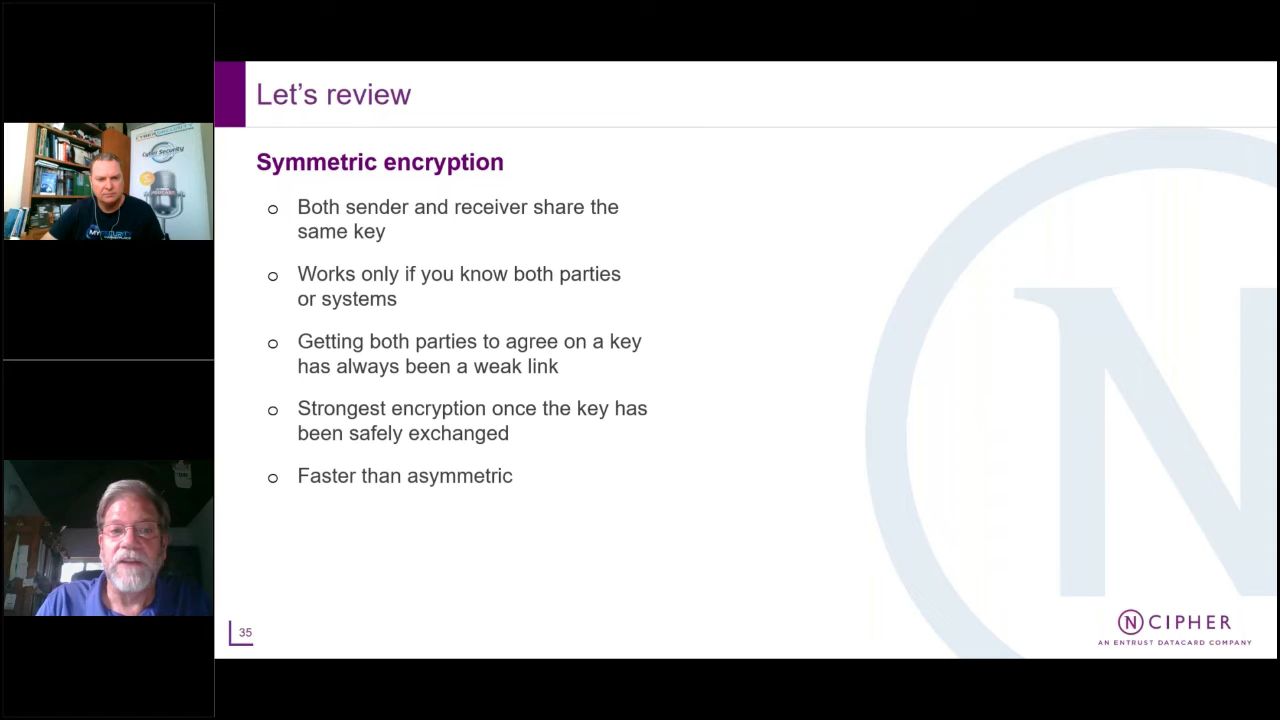 Let’s review
Symmetric encryption
o Both sender and receiver share the
same key
o Works only if you know both parties
or systems
o Getting both parties to agree on a key
has always been a weak link
o Strongest encryption once the key has
been safely exchanged
o Faster than asymmetric
35
N CIPHER
AN ENTRUST DATACARD COMPANY
Cyber Security